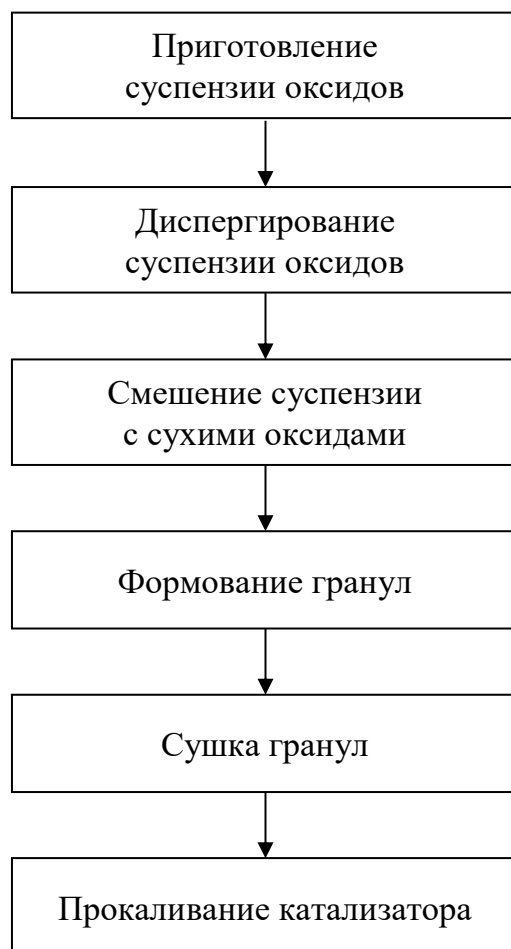 Приготовление
суспензии оксидов
Диспергирование
суспензии оксидов
Смешение суспензии
с сухими оксидами
Формование гранул
Сушка гранул
Прокаливание катализатора